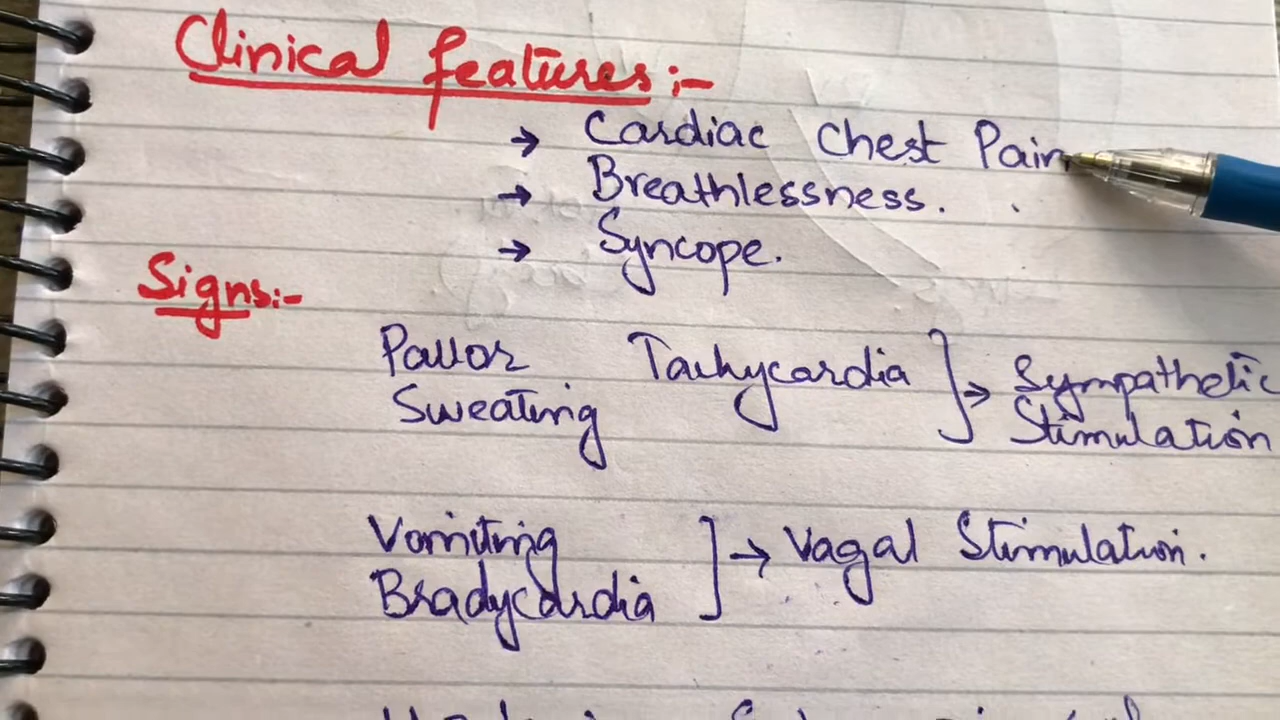 Clinical features :-
→ Cardiac Chest Pain
→ Breathlessness.
→ Syncope.
Signs:-
Pallor Tachycardia ] → Sympathetic
Sweating Stimulation
Vomiting ] → Vagal Stimulation.
Bradycardia